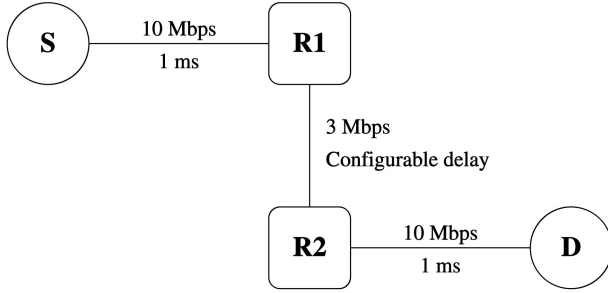 S
10 Mbps
1 ms
R1
3 Mbps
Configurable delay
R2
10 Mbps
1 ms
D